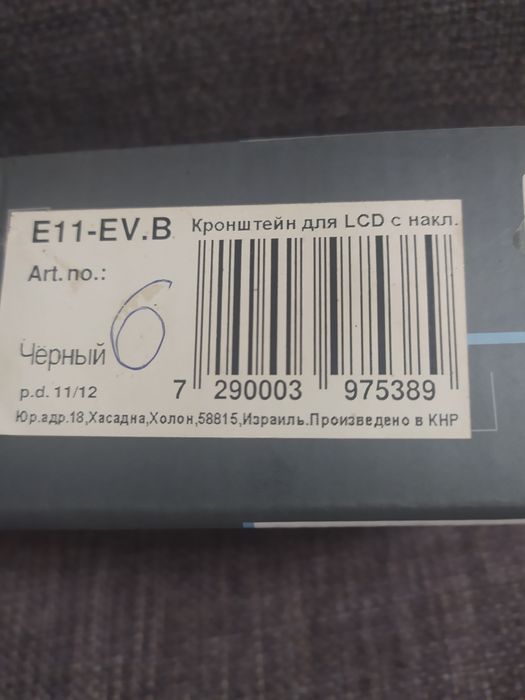 E11-EV.B Кронштейн для LCD с накл.
Art. no.:
6
Чёрный
p.d. 11/12
7 290003 975389
Юр.адр.18,Хасадна,Холон,58815,Израиль.Произведено в КНР